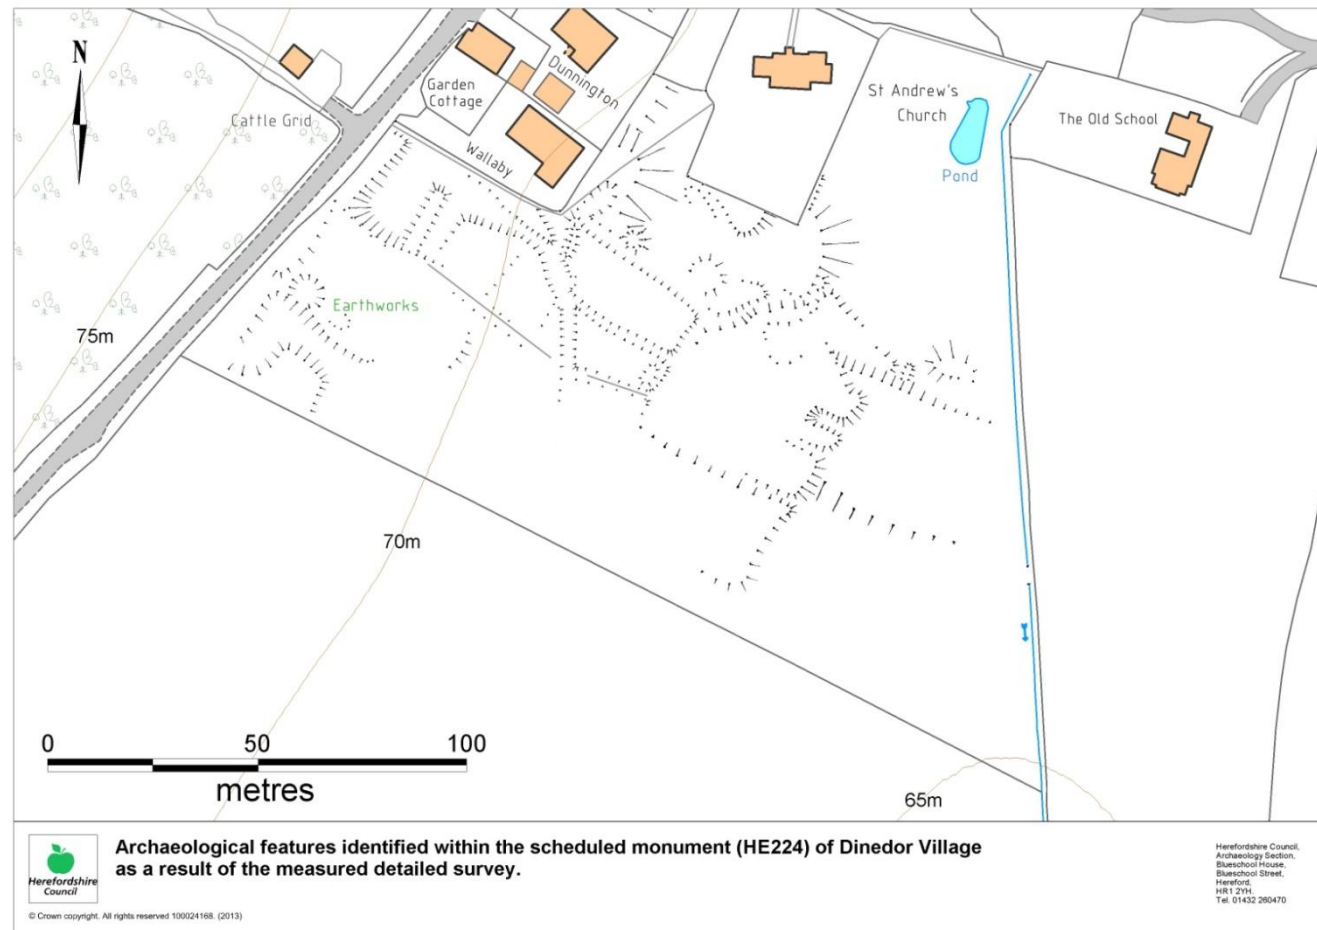 N
Cattle Grid
Garden
Cottage
Dunnington
Wallaby
St Andrew's
Church
Pond
The Old School
Earthworks
75m
70m
65m
0 50 100
metres
Herefordshire
Council
Archaeological features identified within the scheduled monument (HE224) of Dinedor Village
as a result of the measured detailed survey.
© Crown copyright. All rights reserved 100024168. (2013)
Herefordshire Council,
Archaeology Section,
Blueschool House,
Blueschool Street,
Hereford,
HR1 2YH.
Tel. 01432 260470